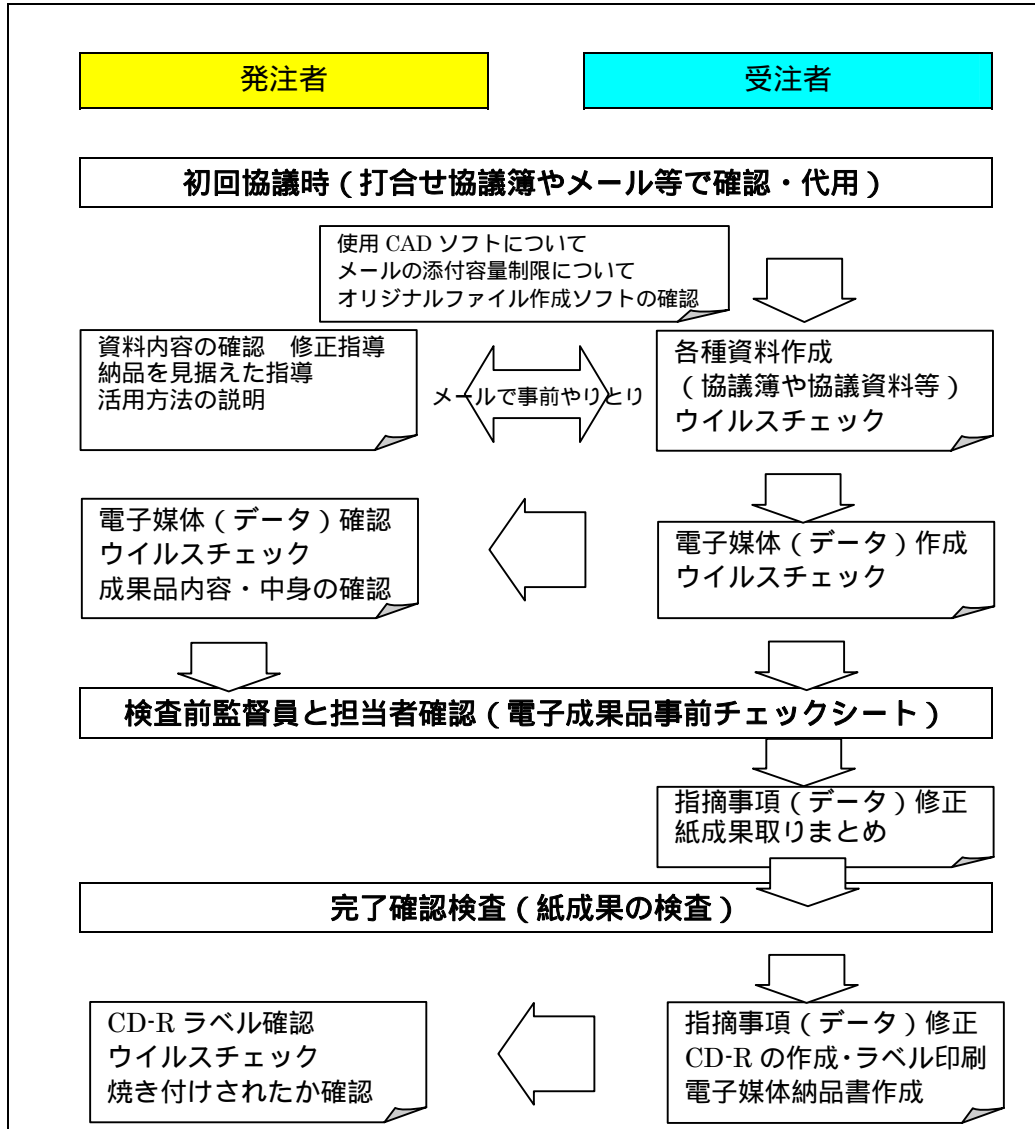 発注者
受注者
初回協議時（打合せ協議簿やメール等で確認・代用）
使用 CAD ソフトについて
メールの添付容量制限について
オリジナルファイル作成ソフトの確認
資料内容の確認　修正指導
納品を見据えた指導
活用方法の説明
メールで事前やりとり
各種資料作成
（協議簿や協議資料等）
ウイルスチェック
電子媒体（データ）確認
ウイルスチェック
成果品内容・中身の確認
電子媒体（データ）作成
ウイルスチェック
検査前監督員と担当者確認（電子成果品事前チェックシート）
指摘事項（データ）修正
紙成果取りまとめ
完了確認検査（紙成果の検査）
CD-R ラベル確認
ウイルスチェック
焼き付けされたか確認
指摘事項（データ）修正
CD-R の作成・ラベル印刷
電子媒体納品書作成